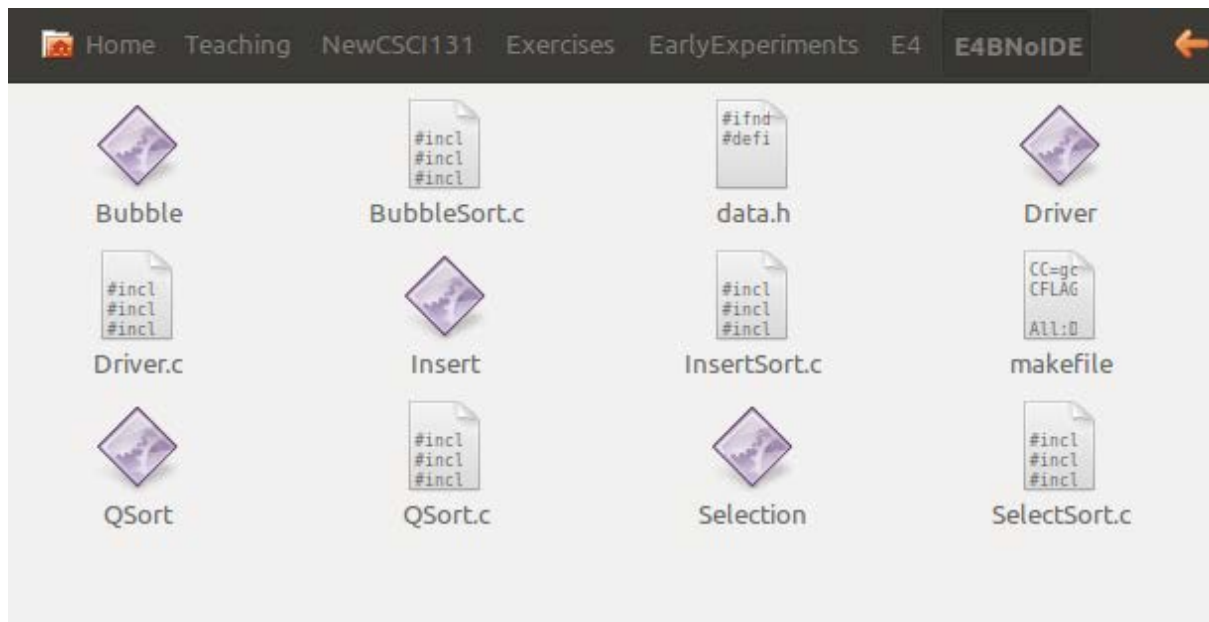 Home Teaching NewCSCI131 Exercises EarlyExperiments E4 E4BNoIDE
#incl
#incl
#incl
#ifnd
#defi
Bubble BubbleSort.c data.h Driver
#incl
#incl
#incl
#incl
#incl
#incl
CC=gc
CFLAG
All:D
Driver.c Insert InsertSort.c makefile
#incl
#incl
#incl
#incl
#incl
#incl
QSort QSort.c Selection SelectSort.c